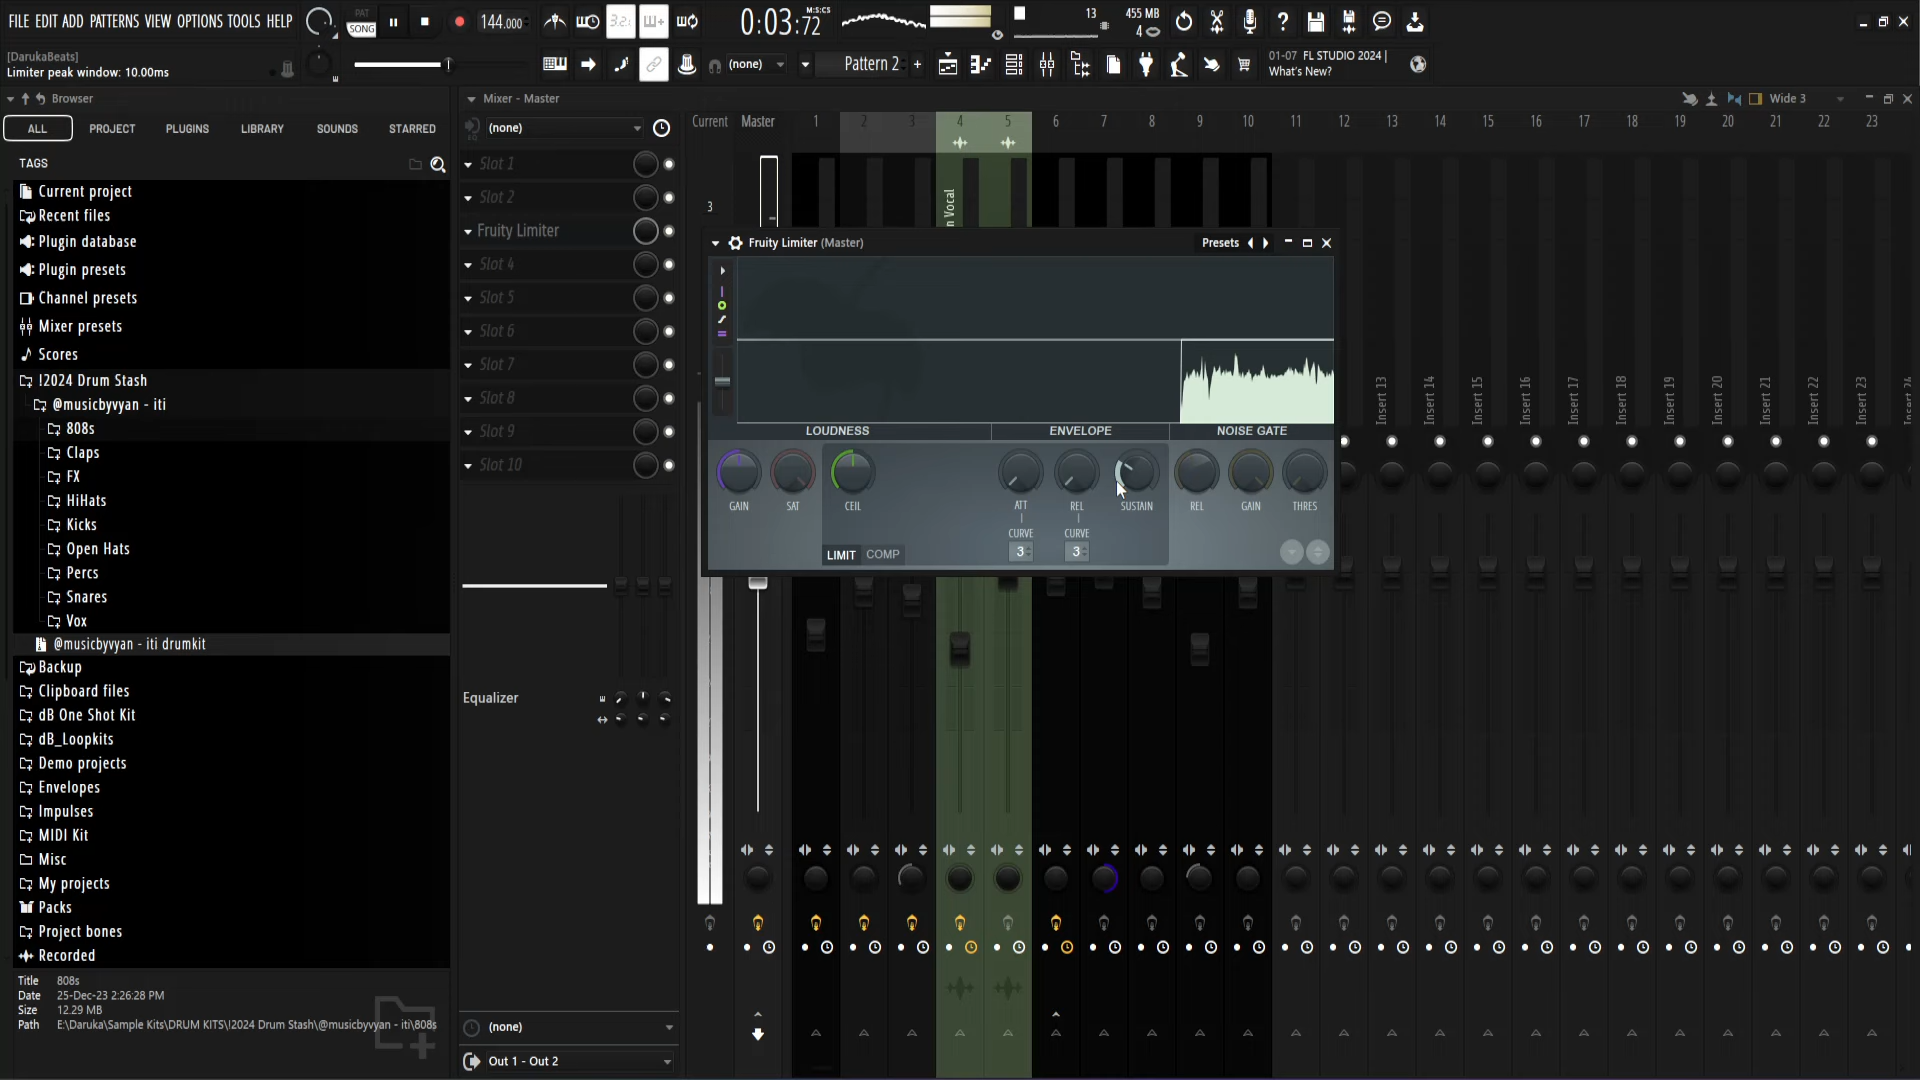 FILE EDIT ADD PATTERNS VIEW OPTIONS TOOLS HELP
PAT
SONG
144.000
3.2:
0:03:72
M:S:CS
13
455 MB
4
[DarukaBeats]
Limiter peak window: 10.00ms
(none)
Pattern 2
+
01-07 FL STUDIO 2024 |
What's New?
Browser
ALL
PROJECT
PLUGINS
LIBRARY
SOUNDS
STARRED
TAGS
Current project
Recent files
Plugin database
Plugin presets
Channel presets
Mixer presets
Scores
!2024 Drum Stash
@musicbyvyan - iti
808s
Claps
FX
HiHats
Kicks
Open Hats
Percs
Snares
Vox
@musicbyvyan - iti drumkit
Backup
Clipboard files
dB One Shot Kit
dB_Loopkits
Demo projects
Envelopes
Impulses
MIDI Kit
Misc
My projects
Packs
Project bones
Recorded
Title 808s
Date 25-Dec-23 2:26:28 PM
Size 12.29 MB
Path E:\Daruka\Sample Kits\DRUM KITS\!2024 Drum Stash\@musicbyvyan - iti\808s
Mixer - Master
Wide 3
(none)
Slot 1
Slot 2
Fruity Limiter
Slot 4
Slot 5
Slot 6
Slot 7
Slot 8
Slot 9
Slot 10
Equalizer
(none)
Out 1 - Out 2
Current
Master
1 2 3 4 5 6 7 8 9 10 11 12 13 14 15 16 17 18 19 20 21 22 23
3
n Vocal
Fruity Limiter (Master)
Presets
LOUDNESS
ENVELOPE
NOISE GATE
GAIN
SAT
CEIL
ATT
REL
SUSTAIN
REL
GAIN
THRES
CURVE
CURVE
3
3
LIMIT
COMP
Insert 13
Insert 14
Insert 15
Insert 16
Insert 17
Insert 18
Insert 19
Insert 20
Insert 21
Insert 22
Insert 23